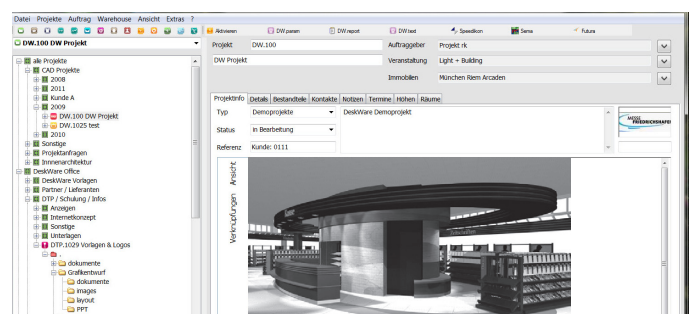 Datei Projekte Auftrag Warehouse Ansicht Extras ?
Aktivieren DW parsen DW report DW text Speedikon Sema Futura
DW.100 DW Projekt
Projekt DW.100 Auftraggeber Projekt rk
DW Projekt Veranstaltung Light + Building
Immobilien München Riem Arcaden
alle Projekte
CAD Projekte
2008
2011
Kunde A
2009
DW.100 DW Projekt
DW.1025 test
2010
Sonstige
Projektanfragen
Innnenarchitektur
DeskWare Office
DeskWare Vorlagen
Partner / Lieferanten
DTP / Schulung / Infos
Anzeigen
Internetkonzept
Sonstige
Unterlagen
DTP.1029 Vorlagen & Logos
.
dokumente
Grafikentwurf
dokumente
images
layout
PPT
Projektinfo Details Bestandteile Kontakte Notizen Termine Höhen Räume
Typ Demoprojekte DeskWare Demoprojekt
Status in Bearbeitung
Referenz Kunde: 0111
MESSE
FRIEDRICHSHAFEN
Ansicht
Verknüpfungen